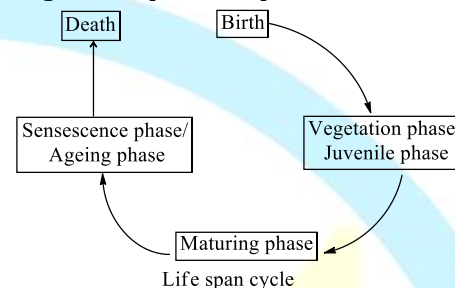 Death
Birth
Sensescence phase/
Ageing phase
Vegetation phase
Juvenile phase
Maturing phase
Life span cycle